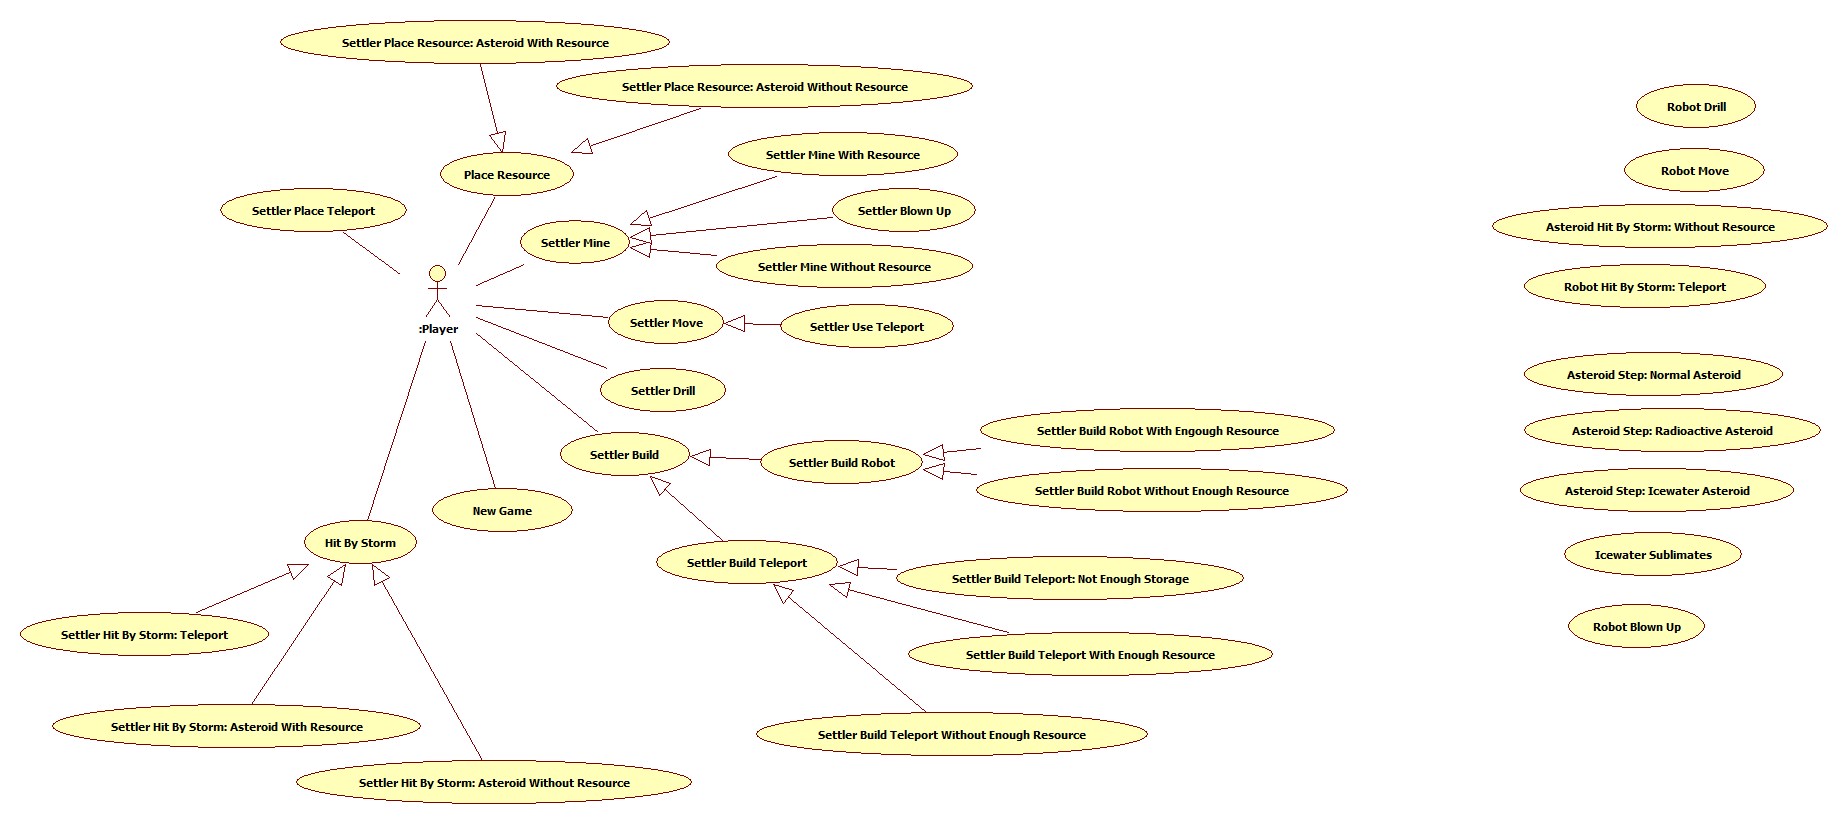 Settler Place Resource: Asteroid With Resource
Settler Place Resource: Asteroid Without Resource
Robot Drill
Settler Mine With Resource
Place Resource
Robot Move
Settler Place Teleport
Settler Blown Up
Asteroid Hit By Storm: Without Resource
Settler Mine
Settler Mine Without Resource
Robot Hit By Storm: Teleport
:Player
Settler Move
Settler Use Teleport
Asteroid Step: Normal Asteroid
Settler Drill
Settler Build Robot With Engough Resource
Asteroid Step: Radioactive Asteroid
Settler Build
Settler Build Robot
Settler Build Robot Without Enough Resource
Asteroid Step: Icewater Asteroid
New Game
Hit By Storm
Icewater Sublimates
Settler Build Teleport
Settler Build Teleport: Not Enough Storage
Settler Hit By Storm: Teleport
Robot Blown Up
Settler Build Teleport With Enough Resource
Settler Hit By Storm: Asteroid With Resource
Settler Build Teleport Without Enough Resource
Settler Hit By Storm: Asteroid Without Resource